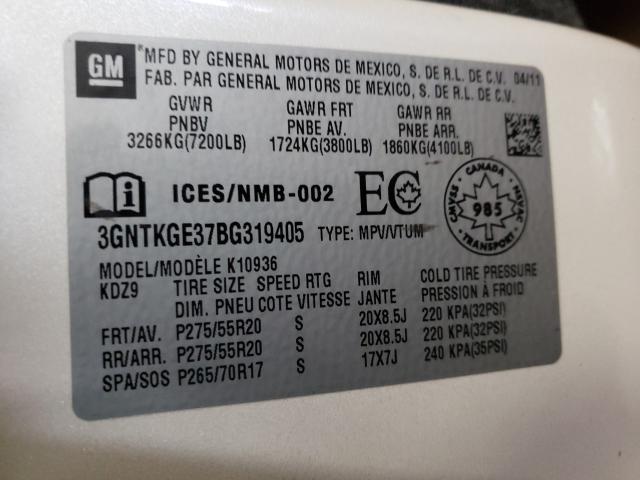 GM
*MFD BY GENERAL MOTORS DE MEXICO, S. DE R.L. DE C.V. 04/11
FAB. PAR GENERAL MOTORS DE MEXICO, S. DE R.L. DE C.V.
GVWR GAWR FRT GAWR RR
PNBV PNBE AV. PNBE ARR.
3266KG(7200LB) 1724KG(3800LB) 1860KG(4100LB)
i ICES/NMB-002 EC
CANADA
CMVSS 985 NSVAC
TRANSPORT
3GNTKGE37BG319405 TYPE: MPV/VTUM
MODEL/MODÈLE K10936
KDZ9 TIRE SIZE SPEED RTG RIM COLD TIRE PRESSURE
DIM. PNEU COTE VITESSE JANTE PRESSION À FROID
FRT/AV. P275/55R20 S 20X8.5J 220 KPA(32PSI)
RR/ARR. P275/55R20 S 20X8.5J 220 KPA(32PSI)
SPA/SOS P265/70R17 S 17X7J 240 KPA(35PSI)